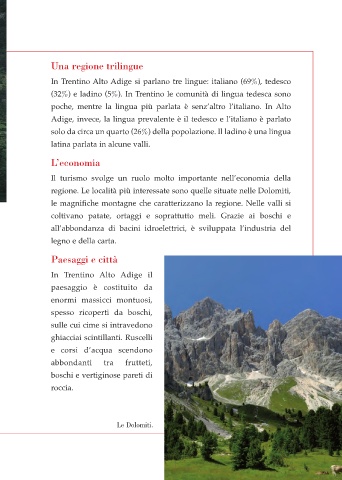 Una regione trilingue
In Trentino Alto Adige si parlano tre lingue: italiano (69%), tedesco
(32%) e ladino (5%). In Trentino le comunità di lingua tedesca sono
poche, mentre la lingua più parlata è senz'altro l'italiano. In Alto
Adige, invece, la lingua prevalente è il tedesco e l'italiano è parlato
solo da circa un quarto (26%) della popolazione. Il ladino è una lingua
latina parlata in alcune valli.
L'economia
Il turismo svolge un ruolo molto importante nell'economia della
regione. Le località più interessate sono quelle situate nelle Dolomiti,
le magnifiche montagne che caratterizzano la regione. Nelle valli si
coltivano patate, ortaggi e soprattutto meli. Grazie ai boschi e
all'abbondanza di bacini idroelettrici, è sviluppata l'industria del
legno e della carta.
Paesaggi e città
In Trentino Alto Adige il
paesaggio è costituito da
enormi massicci montuosi,
spesso ricoperti da boschi,
sulle cui cime si intravedono
ghiacciai scintillanti. Ruscelli
e corsi d'acqua scendono
abbondanti tra frutteti,
boschi e vertiginose pareti di
roccia.
Le Dolomiti.